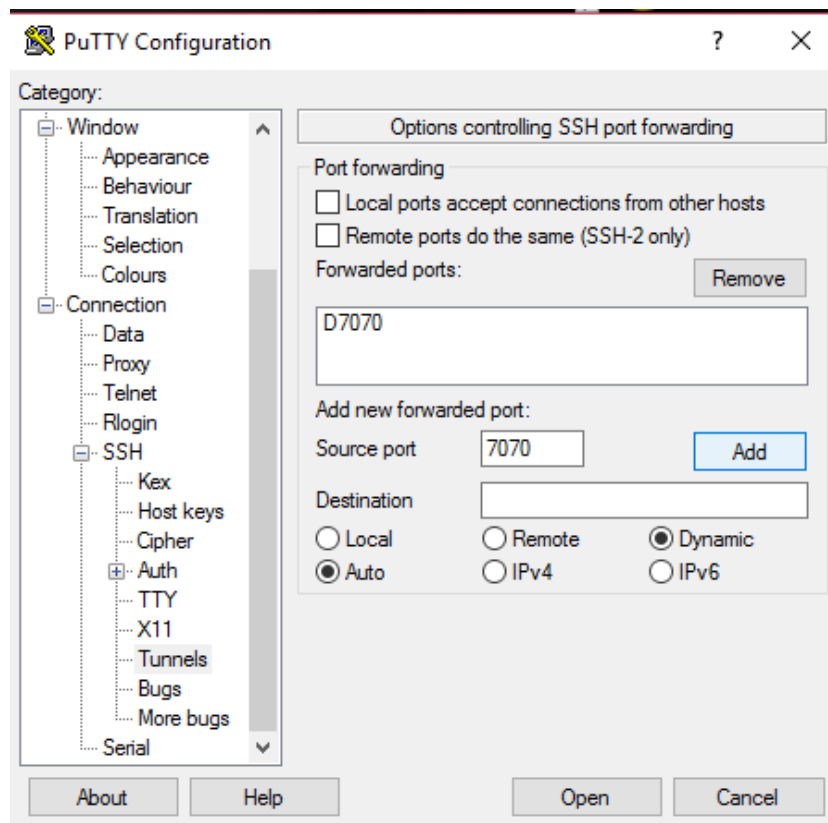 PuTTY Configuration ? ×
Category:
Window
Appearance
Behaviour
Translation
Selection
Colours
Connection
Data
Proxy
Telnet
Rlogin
SSH
Kex
Host keys
Cipher
Auth
TTY
X11
Tunnels
Bugs
More bugs
Serial
Options controlling SSH port forwarding
Port forwarding
Local ports accept connections from other hosts
Remote ports do the same (SSH-2 only)
Forwarded ports:
Remove
D7070
Add new forwarded port:
Source port 7070 Add
Destination
Local Remote Dynamic
Auto IPv4 IPv6
About Help Open Cancel